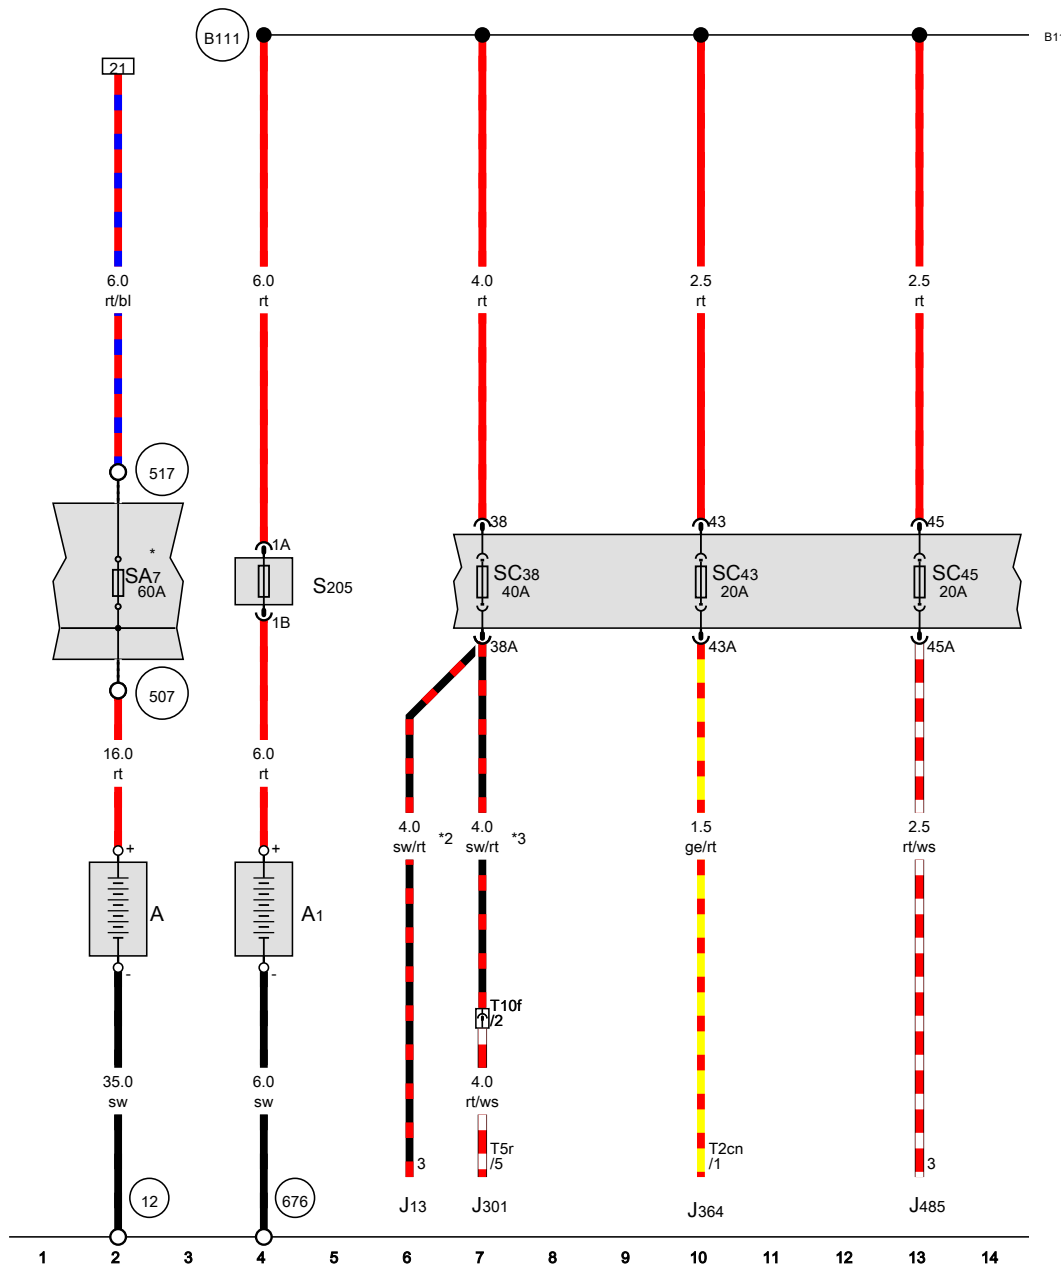 B111
B1
21
6.0
rt/bl
6.0
rt
4.0
rt
2.5
rt
2.5
rt
517
1A
38
43
45
*
SA7
60A
S205
SC38
40A
SC43
20A
SC45
20A
1B
38A
43A
45A
507
16.0
rt
6.0
rt
4.0
sw/rt
*2
4.0
sw/rt
*3
1.5
ge/rt
2.5
rt/ws
+
+
A
A1
-
-
T10f
/2
35.0
sw
6.0
sw
4.0
rt/ws
3
T5r
/5
T2cn
/1
3
12
676
J13
J301
J364
J485
1 2 3 4 5 6 7 8 9 10 11 12 13 14